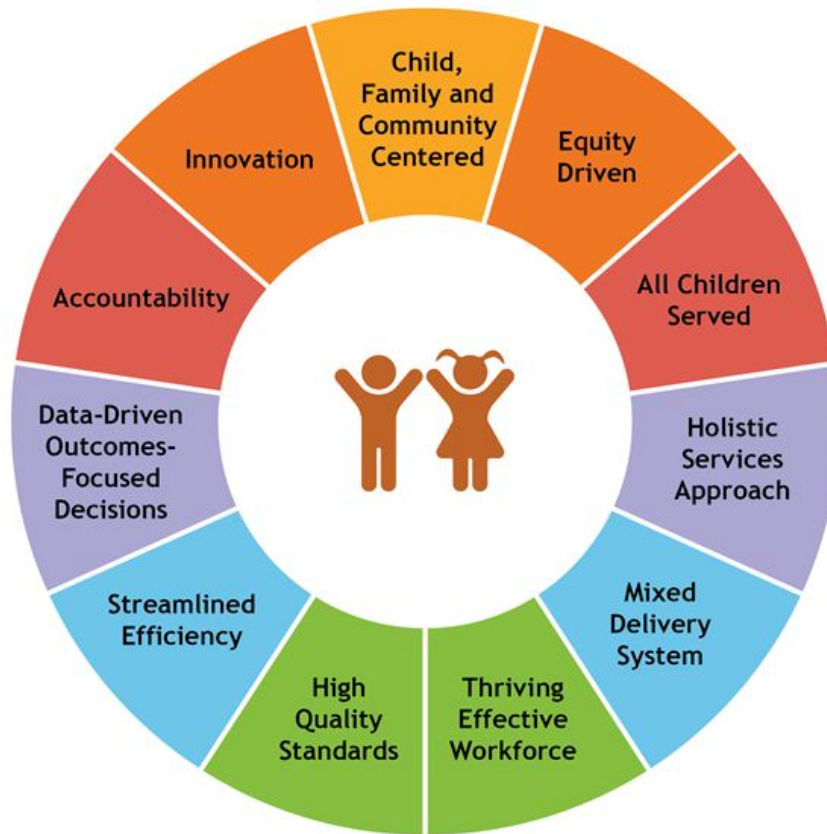 Child,
Family and
Community
Centered
Equity
Driven
All Children
Served
Holistic
Services
Approach
Mixed
Delivery
System
Thriving
Effective
Workforce
High
Quality
Standards
Streamlined
Efficiency
Data-Driven
Outcomes-
Focused
Decisions
Accountability
Innovation